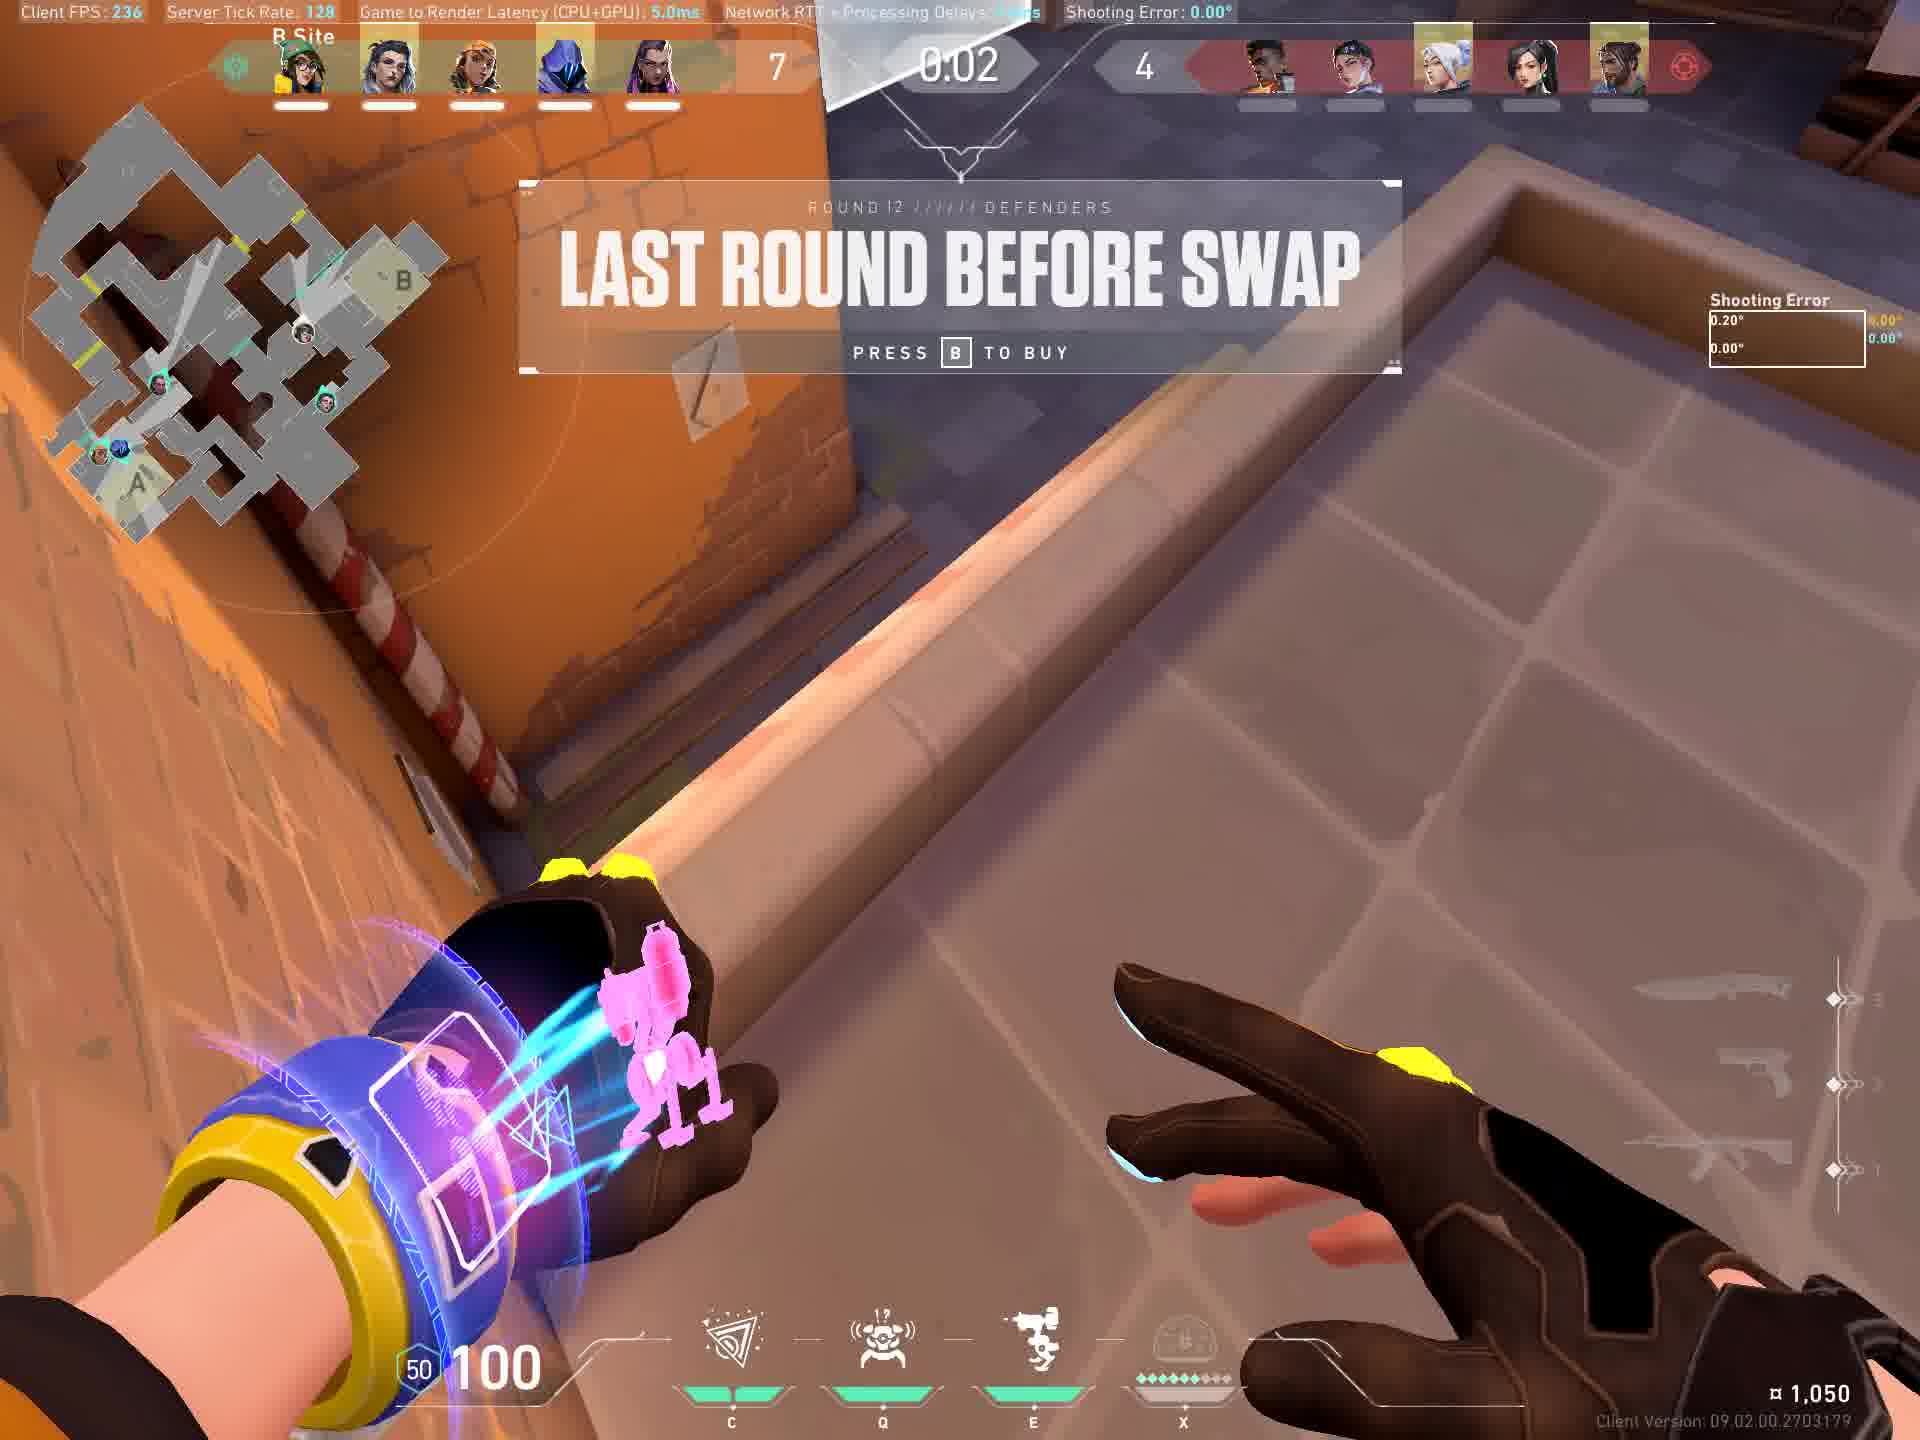 Client FPS: 236 Server Tick Rate: 128 Game to Render Latency (CPU+GPU): 5.0ms Network RTT + Processing Delays: Shooting Error: 0.00°
B Site
7 0:02 4
ROUND 12 /////// DEFENDERS
LAST ROUND BEFORE SWAP
PRESS B TO BUY
B
A
Shooting Error
0.20° 0.00°
0.00° 0.00°
3
2
1
50 100
C Q E X
¤ 1,050
Client Version: 09.02.00.2703179